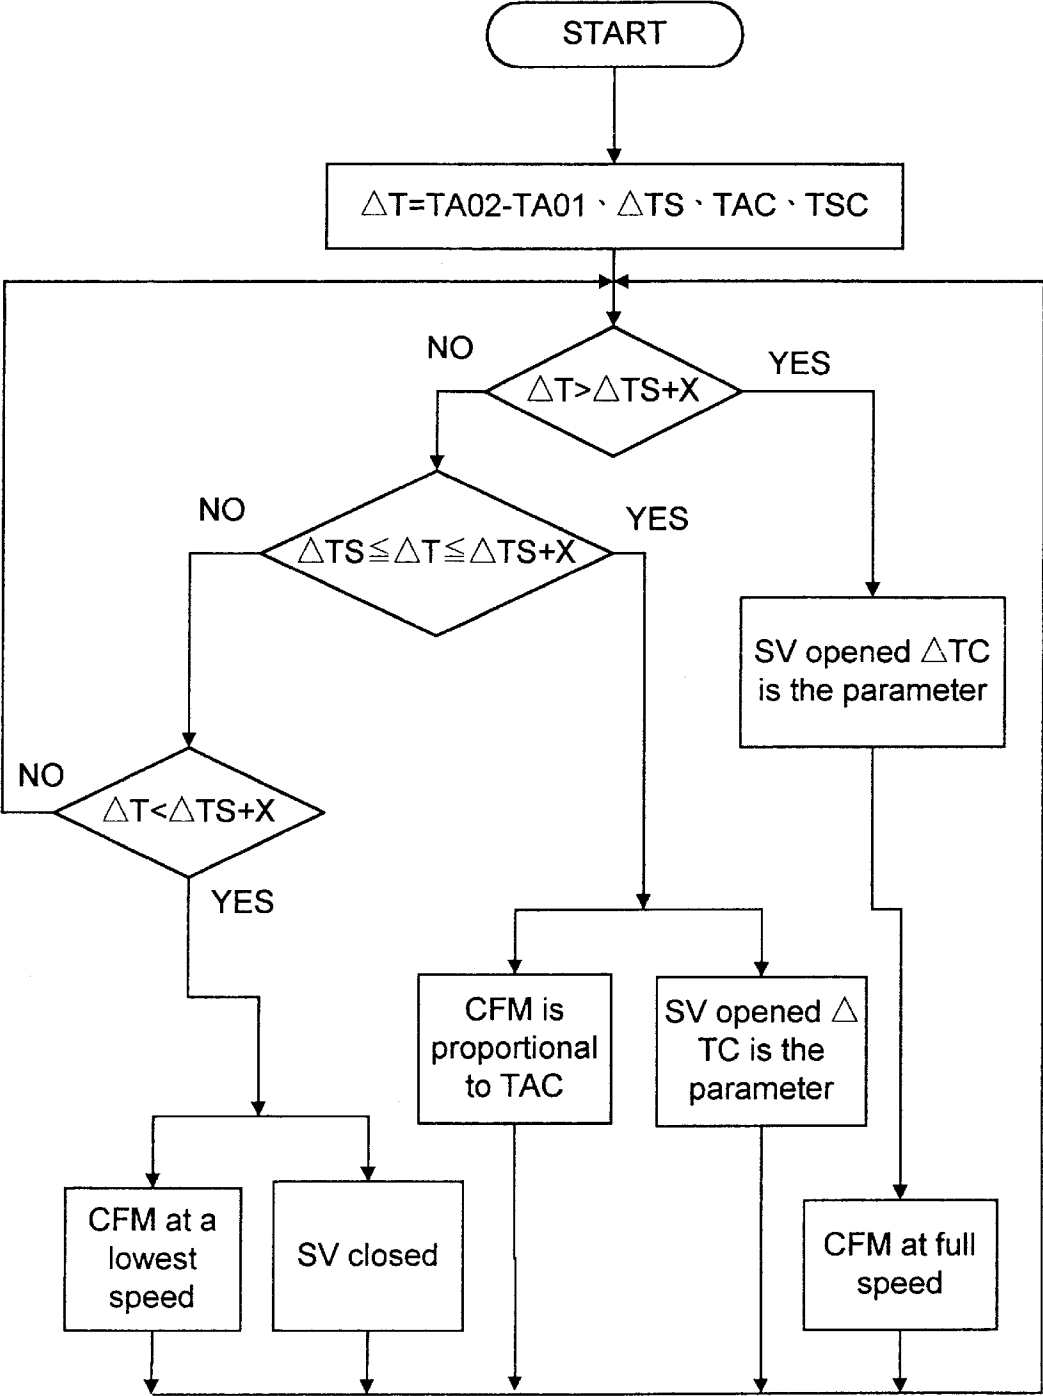 START
△T=TA02-TA01、△TS、TAC、TSC
NO
YES
△T>△TS+X
NO
YES
△TS≦△T≦△TS+X
SV opened △TC
is the parameter
NO
△T<△TS+X
YES
CFM is
proportional
to TAC
SV opened △
TC is the
parameter
CFM at a
lowest
speed
SV closed
CFM at full
speed